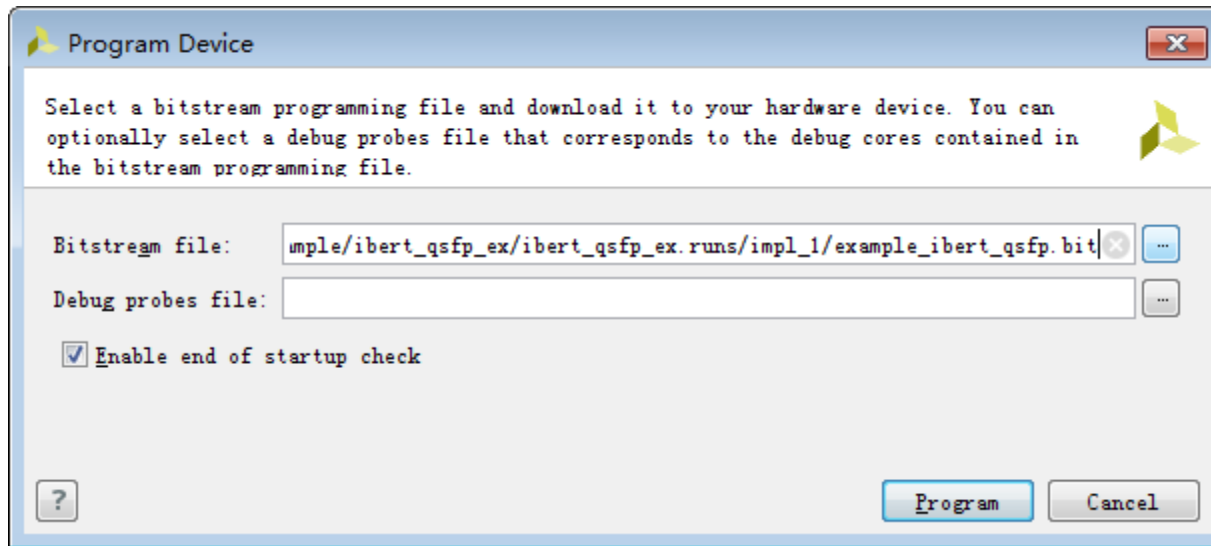 Program Device
Select a bitstream programming file and download it to your hardware device. You can
optionally select a debug probes file that corresponds to the debug cores contained in
the bitstream programming file.
Bitstream file: mple/ibert_qsfp_ex/ibert_qsfp_ex.runs/impl_1/example_ibert_qsfp.bit ...
Debug probes file: ...
Enable end of startup check
? Program Cancel